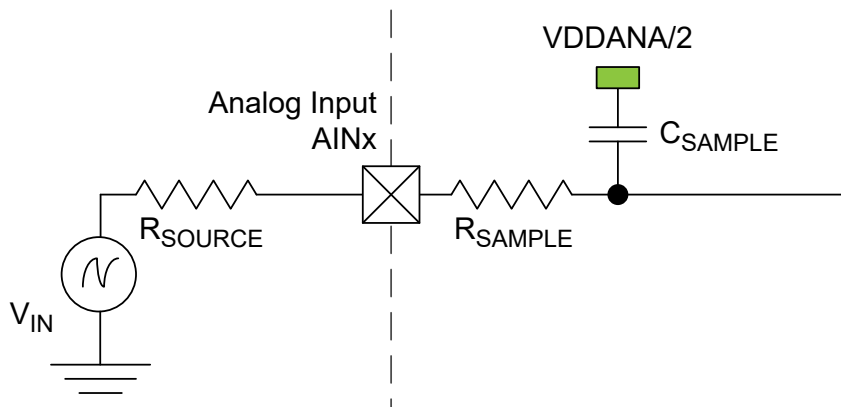 VDDANA/2
Analog Input
AINx
CSAMPLE
RSOURCE
RSAMPLE
VIN